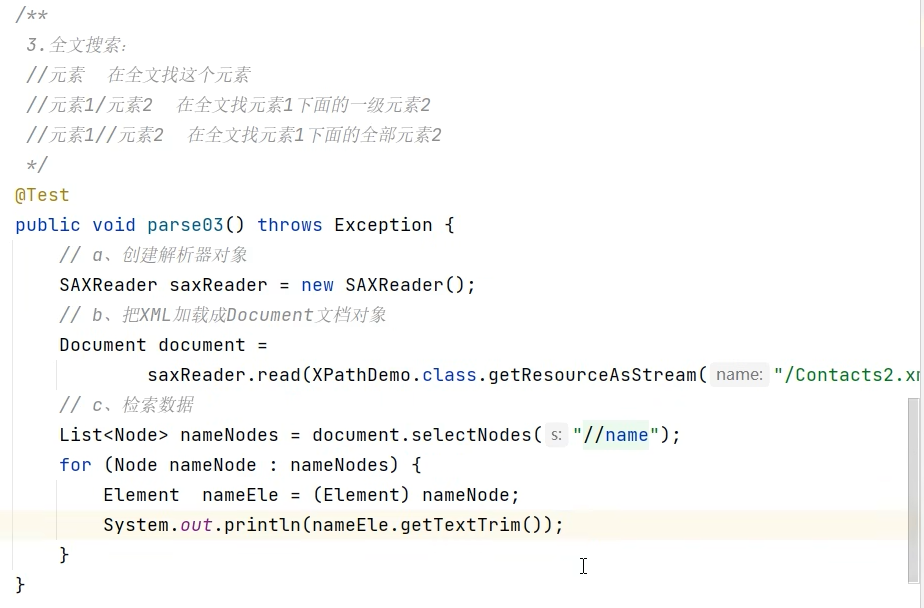 /**
3.全文搜索：
//元素  在全文找这个元素
//元素1/元素2  在全文找元素1下面的一级元素2
//元素1//元素2  在全文找元素1下面的全部元素2
*/
@Test
public void parse03() throws Exception {
// a、创建解析器对象
SAXReader saxReader = new SAXReader();
// b、把XML加载成Document文档对象
Document document =
saxReader.read(XPathDemo.class.getResourceAsStream( name: "/Contacts2.x
// c、检索数据
List<Node> nameNodes = document.selectNodes( s: "//name");
for (Node nameNode : nameNodes) {
Element  nameEle = (Element) nameNode;
System.out.println(nameEle.getTextTrim());
}
}